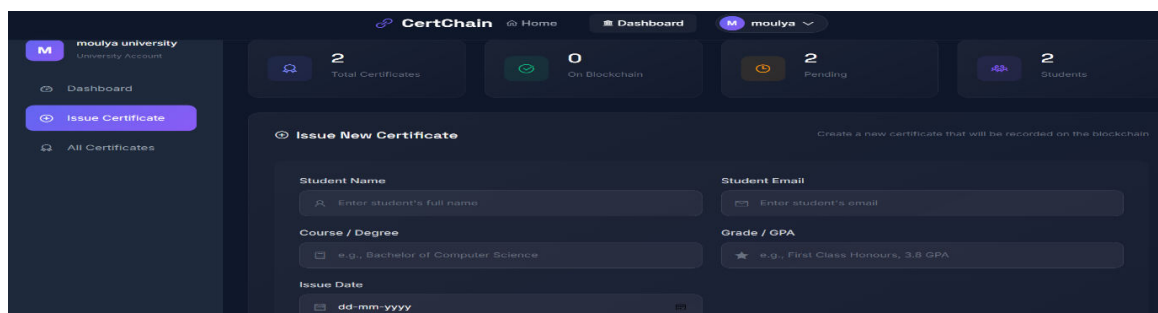 CertChain Home Dashboard M moulya
M moulya university
University Account
Dashboard
Issue Certificate
All Certificates
2 0 2 2
Total Certificates On Blockchain Pending Students
Issue New Certificate Create a new certificate that will be recorded on the blockchain
Student Name Student Email
Enter student's full name Enter student's email
Course / Degree Grade / GPA
e.g., Bachelor of Computer Science e.g., First Class Honours, 3.8 GPA
Issue Date
dd-mm-yyyy